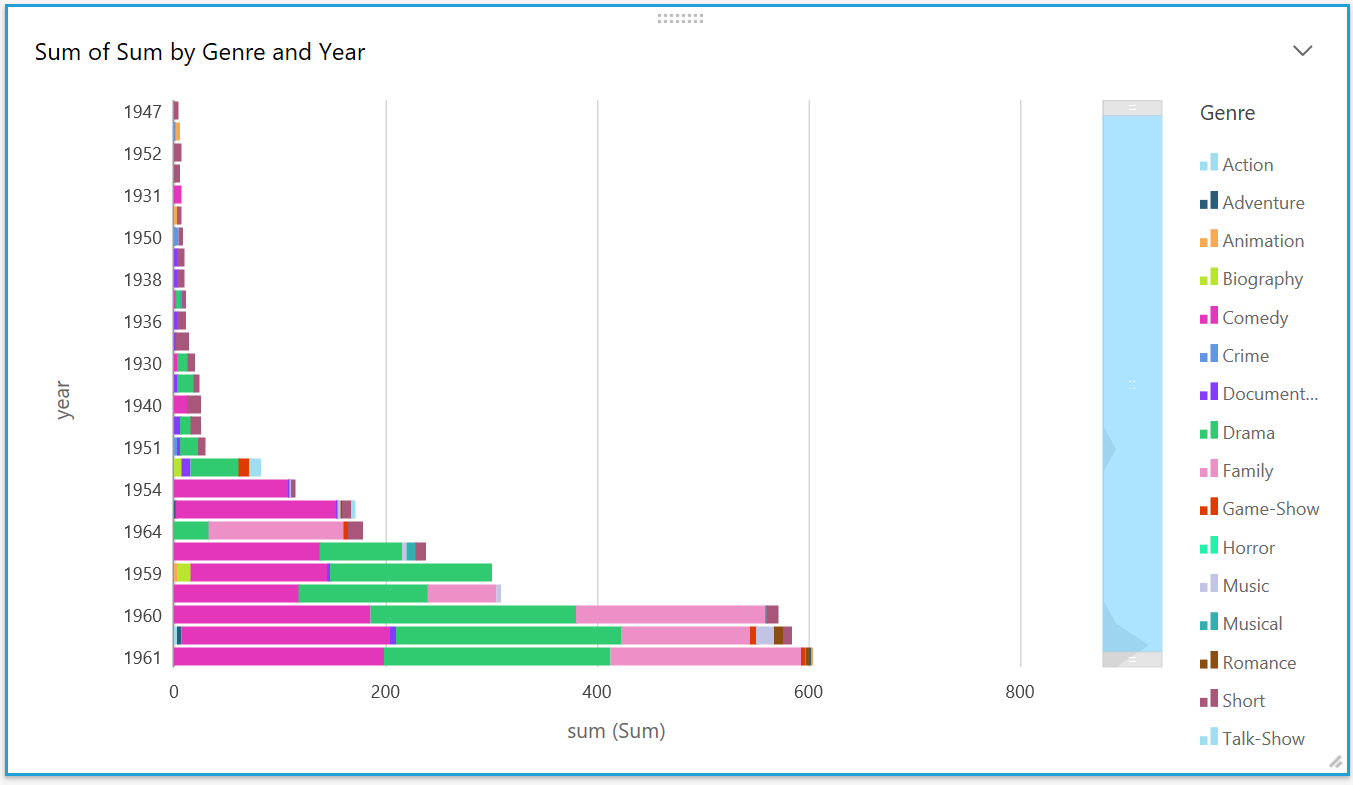 Sum of Sum by Genre and Year
year
1947
1952
1931
1950
1938
1936
1930
1940
1951
1954
1964
1959
1960
1961
0 200 400 600 800
sum (Sum)
Genre
Action
Adventure
Animation
Biography
Comedy
Crime
Document...
Drama
Family
Game-Show
Horror
Music
Musical
Romance
Short
Talk-Show